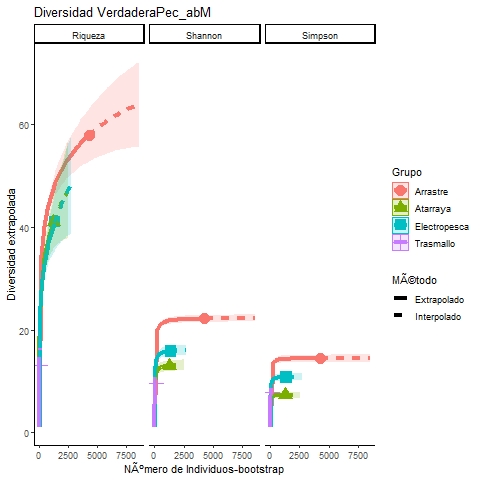 Diversidad VerdaderaPec_abM
Riqueza
Shannon
Simpson
Diversidad extrapolada
60
40
20
0
0 2500 5000 7500
0 2500 5000 7500
0 2500 5000 7500
NÃºmero de Individuos-bootstrap
Grupo
Arrastre
Atarraya
Electropesca
Trasmallo
MÃ©todo
Extrapolado
Interpolado